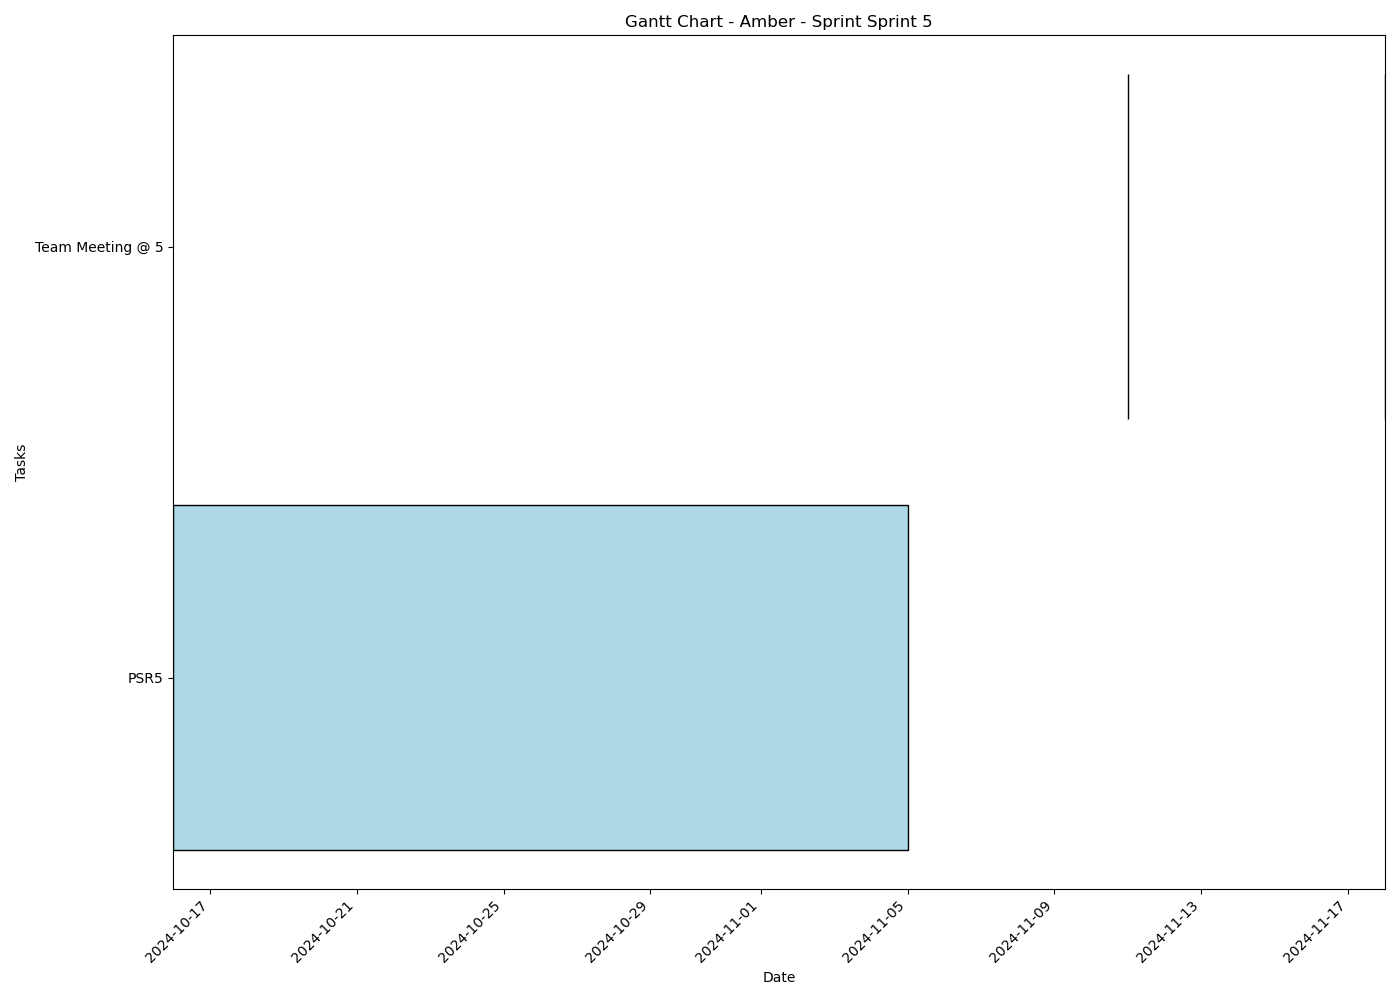 Gantt Chart - Amber - Sprint Sprint 5
Team Meeting @ 5
Tasks
PSR5
2024-10-17
2024-10-21
2024-10-25
2024-10-29
2024-11-01
2024-11-05
2024-11-09
2024-11-13
2024-11-17
Date